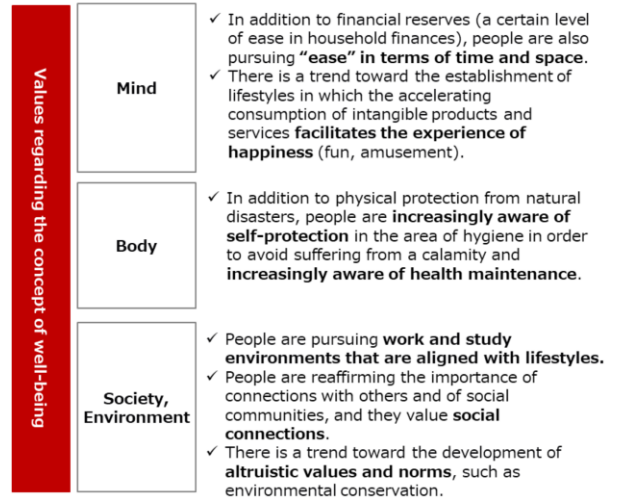 Values regarding the concept of well-being
Mind
✓ In addition to financial reserves (a certain level
of ease in household finances), people are also
pursuing “ease” in terms of time and space.
✓ There is a trend toward the establishment of
lifestyles in which the accelerating
consumption of intangible products and
services facilitates the experience of
happiness (fun, amusement).
Body
✓ In addition to physical protection from natural
disasters, people are increasingly aware of
self-protection in the area of hygiene in order
to avoid suffering from a calamity and
increasingly aware of health maintenance.
Society,
Environment
✓ People are pursuing work and study
environments that are aligned with lifestyles.
✓ People are reaffirming the importance of
connections with others and of social
communities, and they value social
connections.
✓ There is a trend toward the development of
altruistic values and norms, such as
environmental conservation.